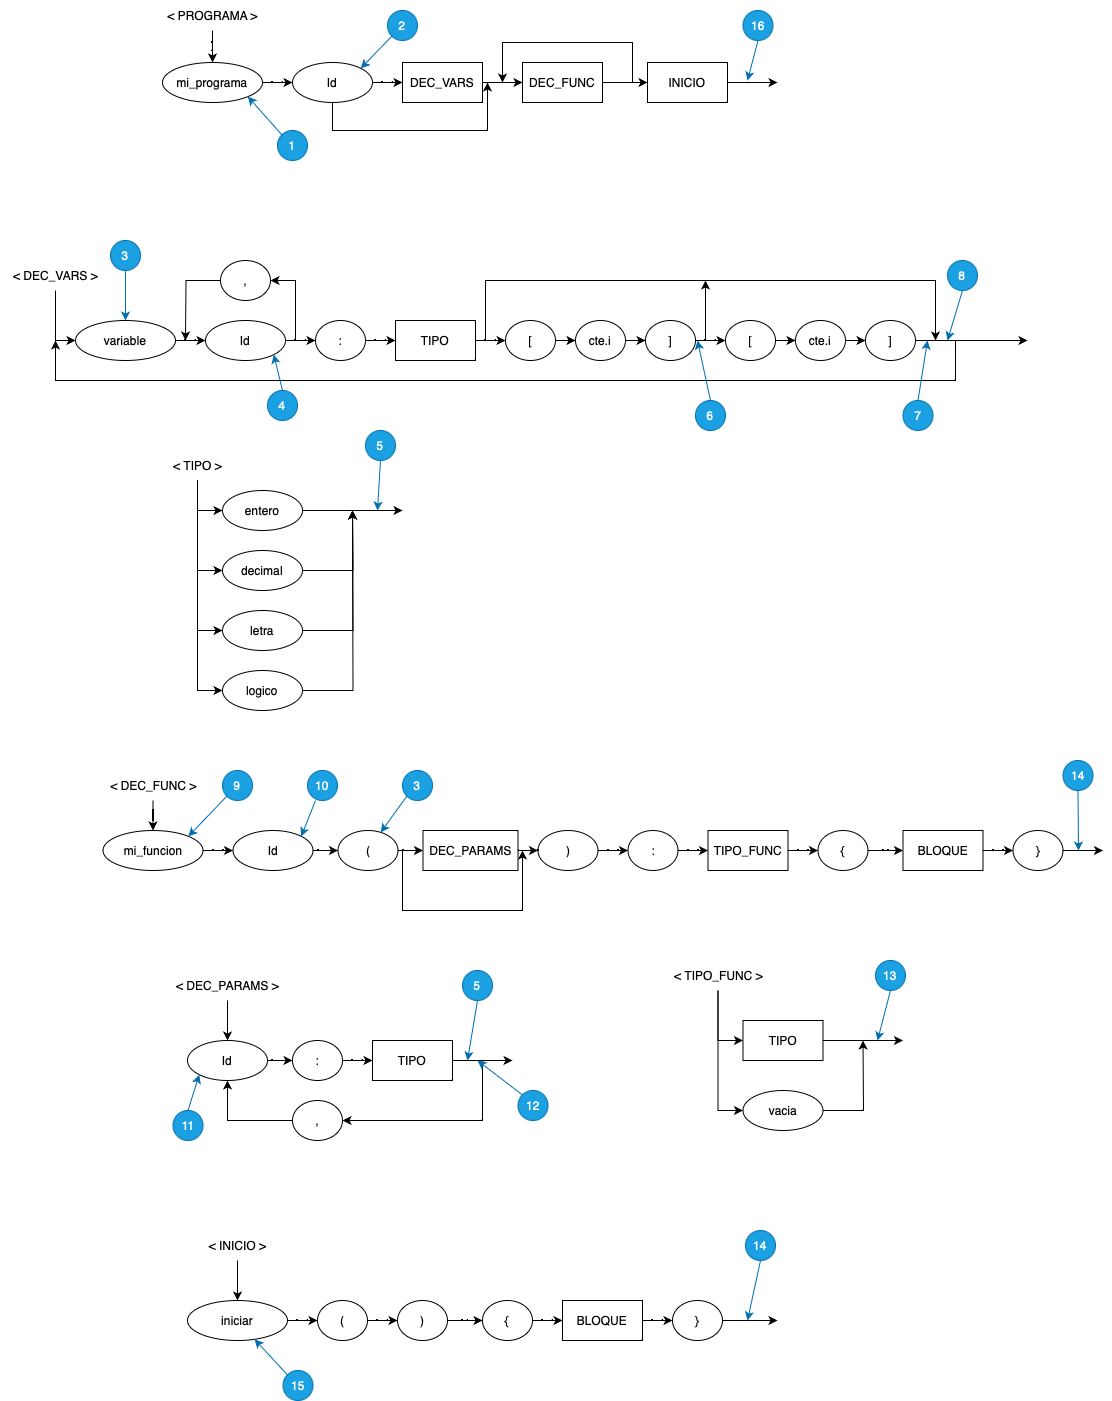 < PROGRAMA >
2
16
mi_programa
Id
DEC_VARS
DEC_FUNC
INICIO
1
3
< DEC_VARS >
,
8
variable
Id
:
TIPO
[
cte.i
]
[
cte.i
]
4
6
7
5
< TIPO >
entero
decimal
letra
logico
< DEC_FUNC >
9
10
3
14
mi_funcion
Id
(
DEC_PARAMS
)
:
TIPO_FUNC
{
BLOQUE
}
< DEC_PARAMS >
5
Id
:
TIPO
11
,
12
< TIPO_FUNC >
13
TIPO
vacia
< INICIO >
14
iniciar
(
)
{
BLOQUE
}
15